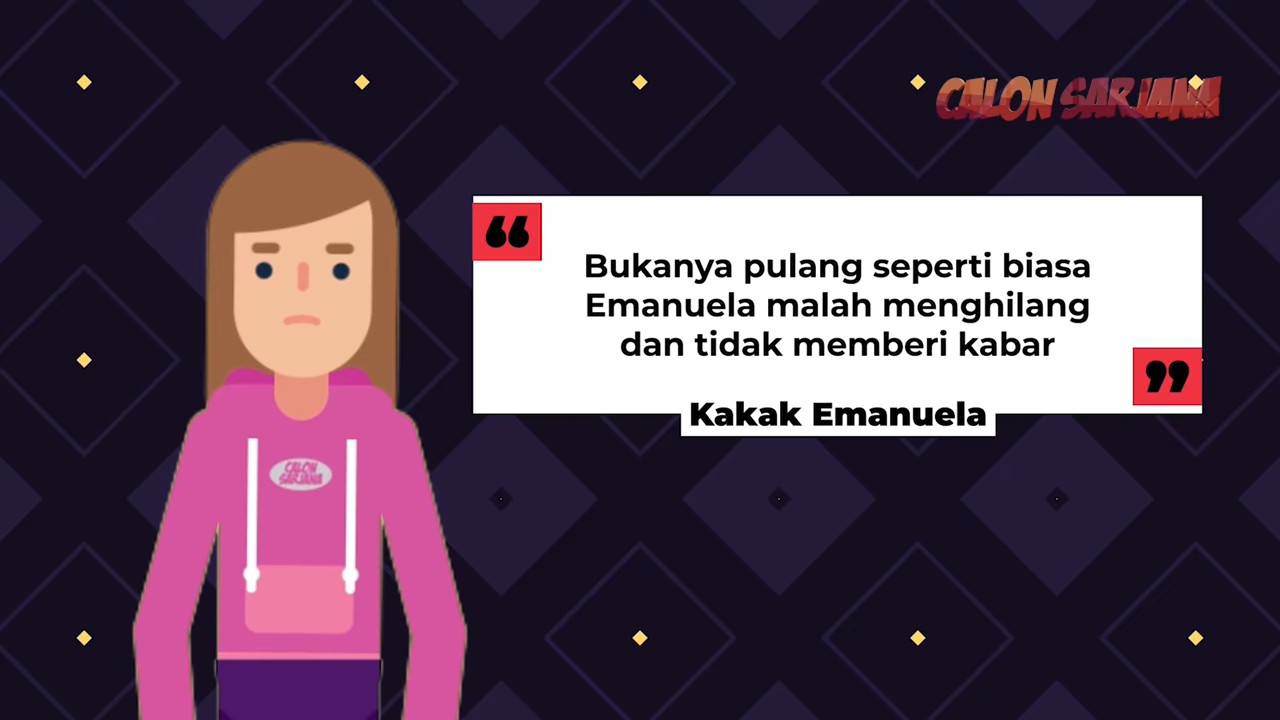 CALON SARJANA
“
Bukanya pulang seperti biasa
Emanuela malah menghilang
dan tidak memberi kabar
”
Kakak Emanuela
CALON
SARJANA